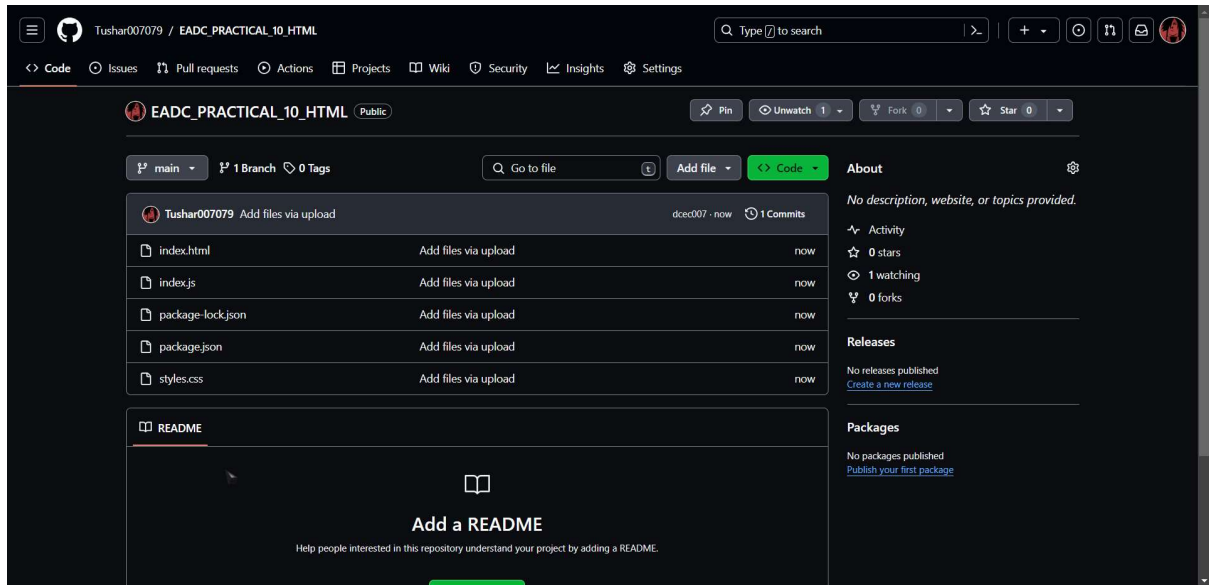 Tushar007079 / EADC_PRACTICAL_10_HTML
Type / to search
Code Issues Pull requests Actions Projects Wiki Security Insights Settings
EADC_PRACTICAL_10_HTML Public
Pin Unwatch 1 Fork 0 Star 0
main 1 Branch 0 Tags
Go to file t Add file Code
Tushar007079 Add files via upload dcec007 · now 1 Commits
index.html Add files via upload now
index.js Add files via upload now
package-lock.json Add files via upload now
package.json Add files via upload now
styles.css Add files via upload now
README
Add a README
Help people interested in this repository understand your project by adding a README.
About
No description, website, or topics provided.
Activity
0 stars
1 watching
0 forks
Releases
No releases published
Create a new release
Packages
No packages published
Publish your first package